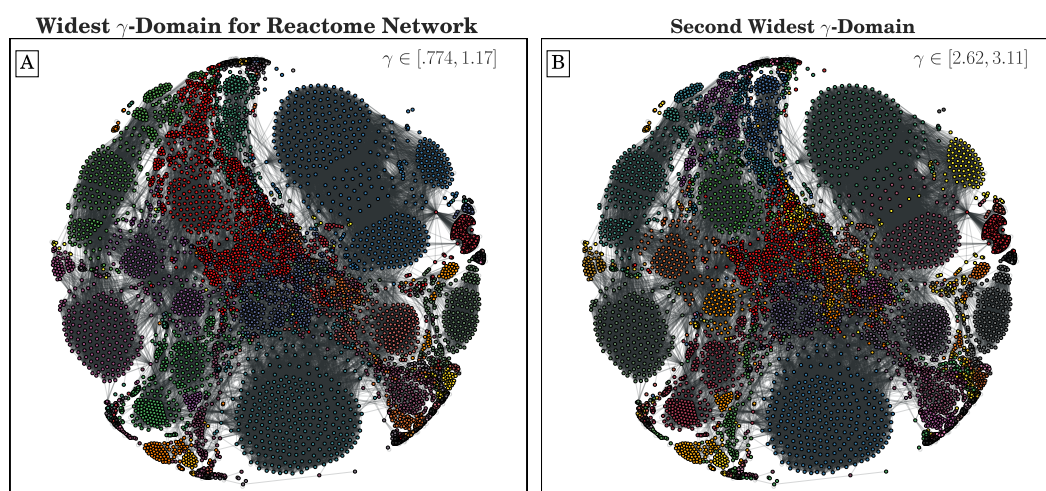 Widest γ-Domain for Reactome Network
A
γ ∈ [.774, 1.17]
Second Widest γ-Domain
B
γ ∈ [2.62, 3.11]